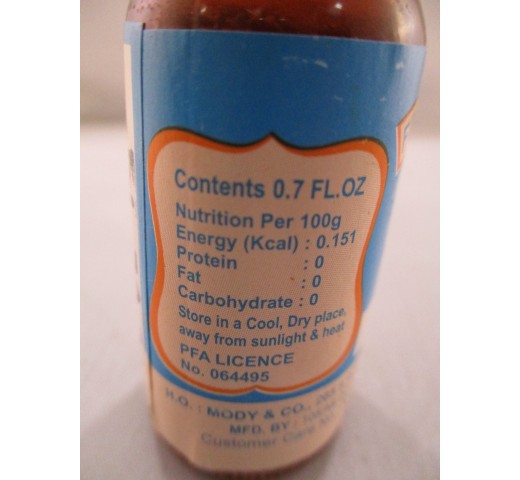 Contents 0.7 FL.OZ
Nutrition Per 100g
Energy (Kcal) : 0.151
Protein : 0
Fat : 0
Carbohydrate : 0
Store in a Cool, Dry place,
away from sunlight & heat
PFA LICENCE
No. 064495
H.O. : MODY & CO.,
MFD. BY :
Customer Care